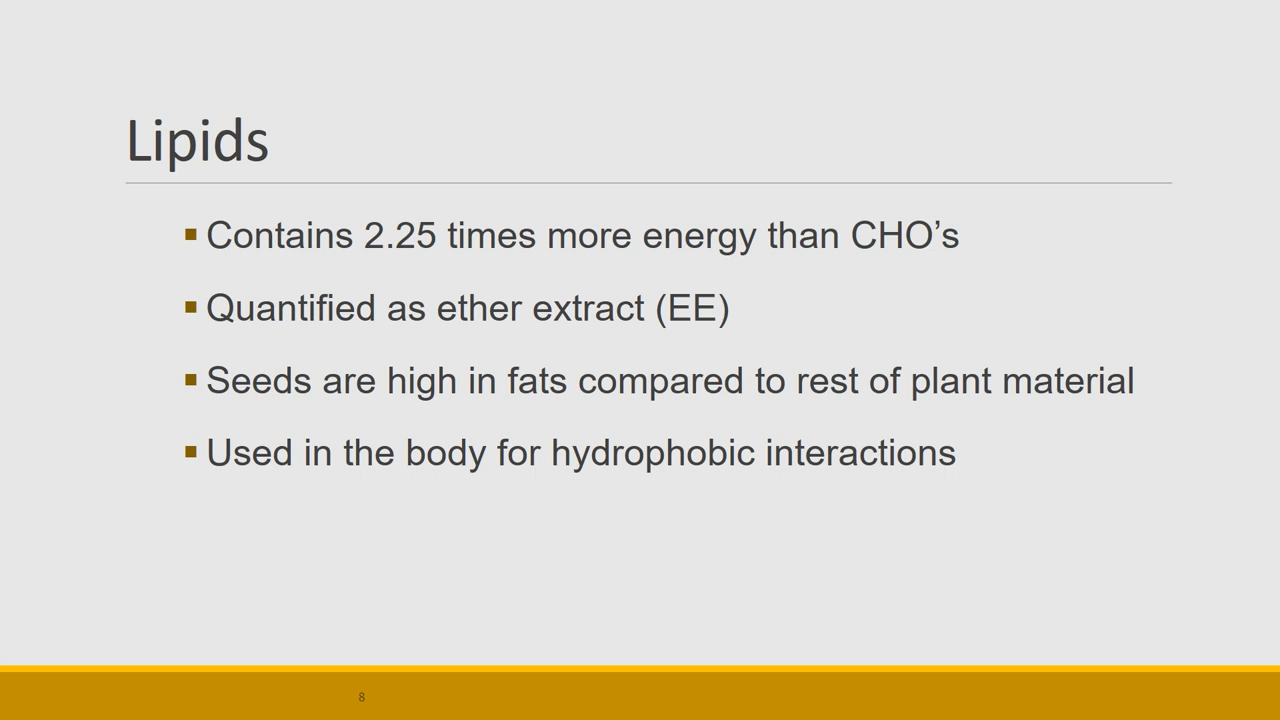 Lipids
▪ Contains 2.25 times more energy than CHO’s
▪ Quantified as ether extract (EE)
▪ Seeds are high in fats compared to rest of plant material
▪ Used in the body for hydrophobic interactions
8